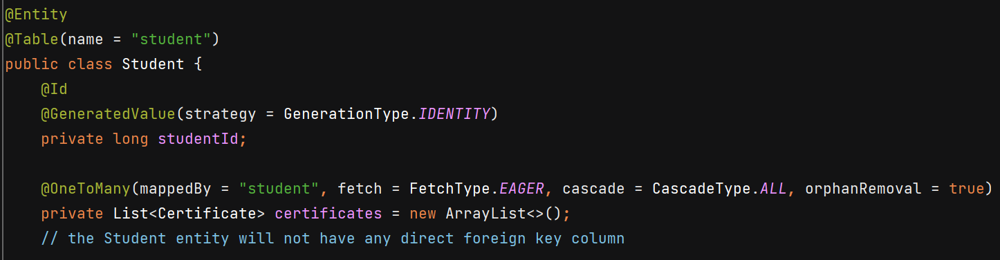 @Entity
@Table(name = "student")
public class Student {
@Id
@GeneratedValue(strategy = GenerationType.IDENTITY)
private long studentId;
@OneToMany(mappedBy = "student", fetch = FetchType.EAGER, cascade = CascadeType.ALL, orphanRemoval = true)
private List<Certificate> certificates = new ArrayList<>();
// the Student entity will not have any direct foreign key column